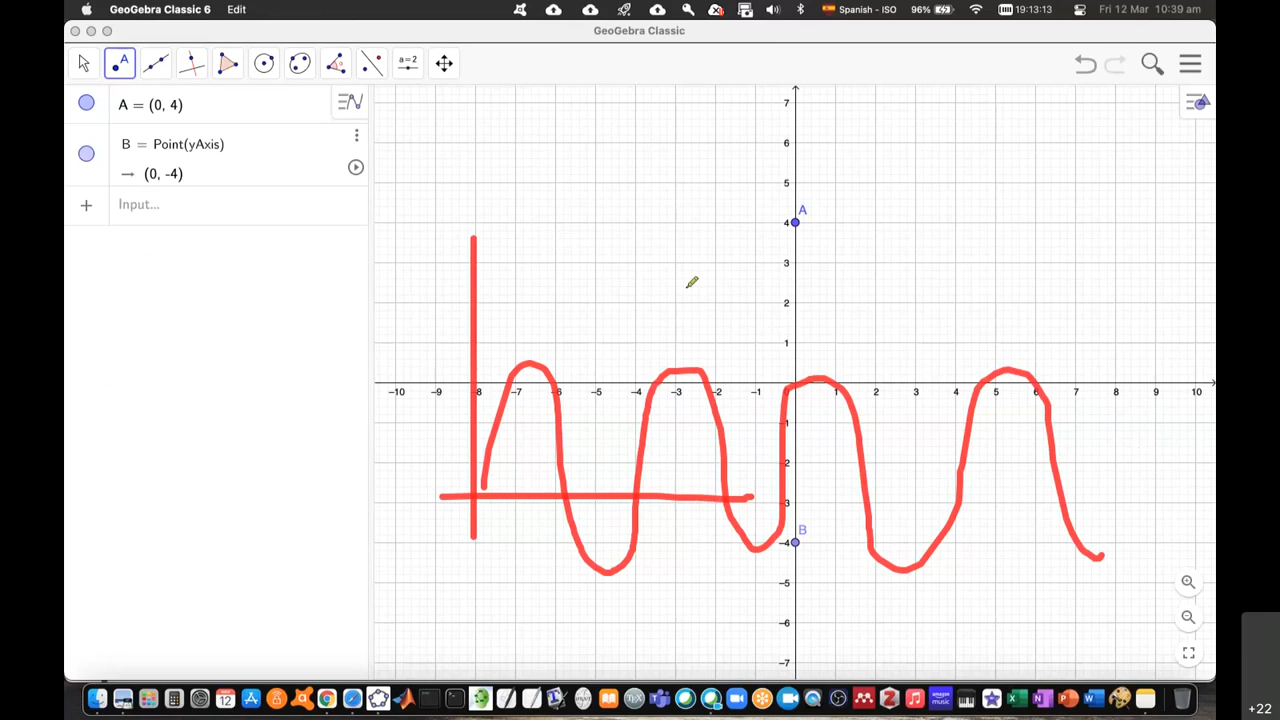 GeoGebra Classic 6 Edit Spanish – ISO 96% 19:13:13 Fri 12 Mar 10:39 am
GeoGebra Classic
A a=2
A = (0, 4)
B = Point(yAxis)
→ (0, -4)
+ Input...
7
6
5
A
4
3
2
1
–10 –9 –8 –7 –6 –5 –4 –3 –2 –1 1 2 3 4 5 6 7 8 9 10
–1
–2
–3
B
–4
–5
–6
–7
+22